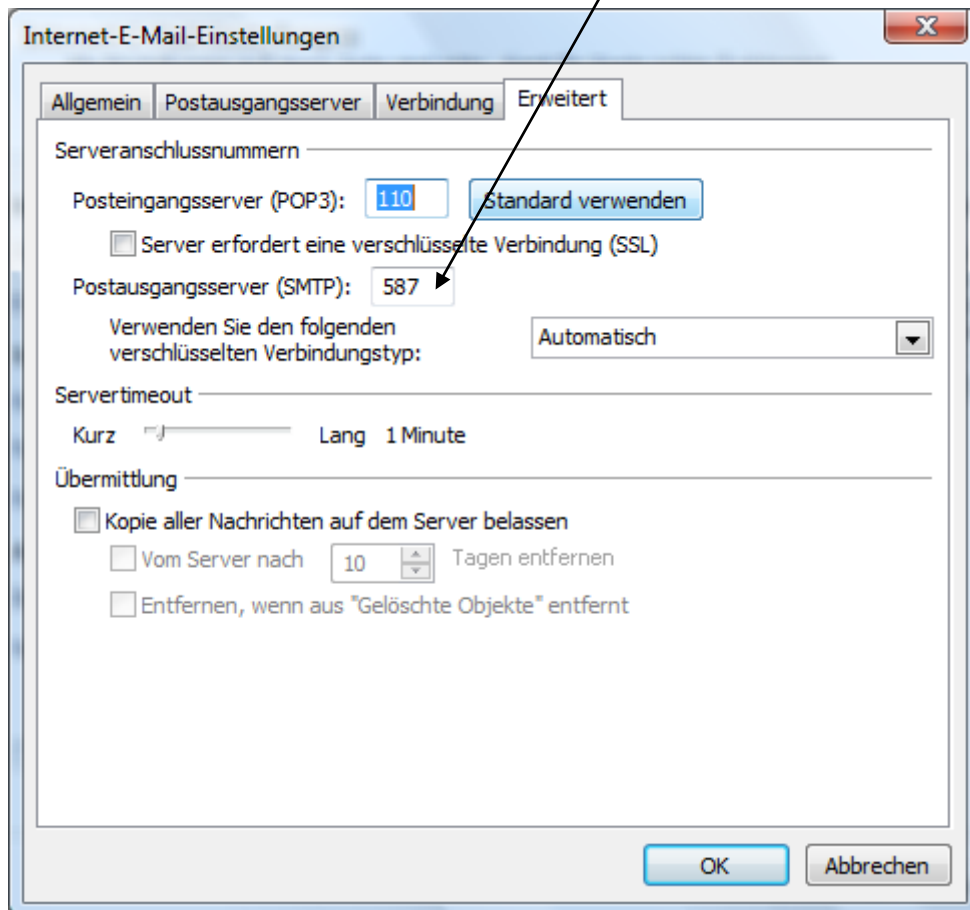 Internet-E-Mail-Einstellungen
Allgemein Postausgangsserver Verbindung Erweitert
Serveranschlussnummern
Posteingangsserver (POP3): 110 Standard verwenden
Server erfordert eine verschlüsselte Verbindung (SSL)
Postausgangsserver (SMTP): 587
Verwenden Sie den folgenden
verschlüsselten Verbindungstyp: Automatisch
Servertimeout
Kurz Lang 1 Minute
Übermittlung
Kopie aller Nachrichten auf dem Server belassen
Vom Server nach 10 Tagen entfernen
Entfernen, wenn aus "Gelöschte Objekte" entfernt
OK Abbrechen